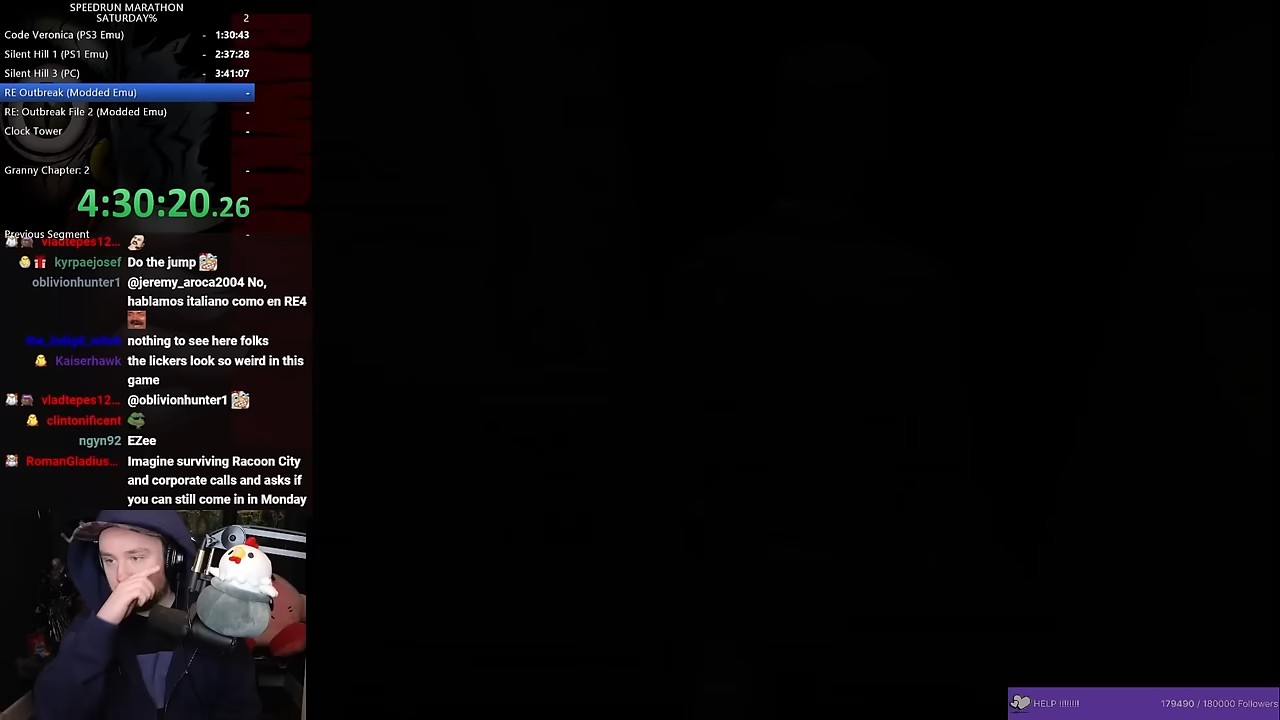 SPEEDRUN MARATHON
SATURDAY% 2
Code Veronica (PS3 Emu) - 1:30:43
Silent Hill 1 (PS1 Emu) - 2:37:28
Silent Hill 3 (PC) - 3:41:07
RE Outbreak (Modded Emu) -
RE: Outbreak File 2 (Modded Emu) -
Clock Tower -
Granny Chapter: 2 -
4:30:20.26
Previous Segment -
vladtepes12...
kyrpaejosef Do the jump
oblivionhunter1 @jeremy_aroca2004 No,
hablamos italiano como en RE4
nothing to see here folks
Kaiserhawk the lickers look so weird in this
game
vladtepes12... @oblivionhunter1
clintonificent
ngyn92 EZee
RomanGladius... Imagine surviving Racoon City
and corporate calls and asks if
you can still come in in Monday
HELP !!!!!!!! 179490 / 180000 Followers